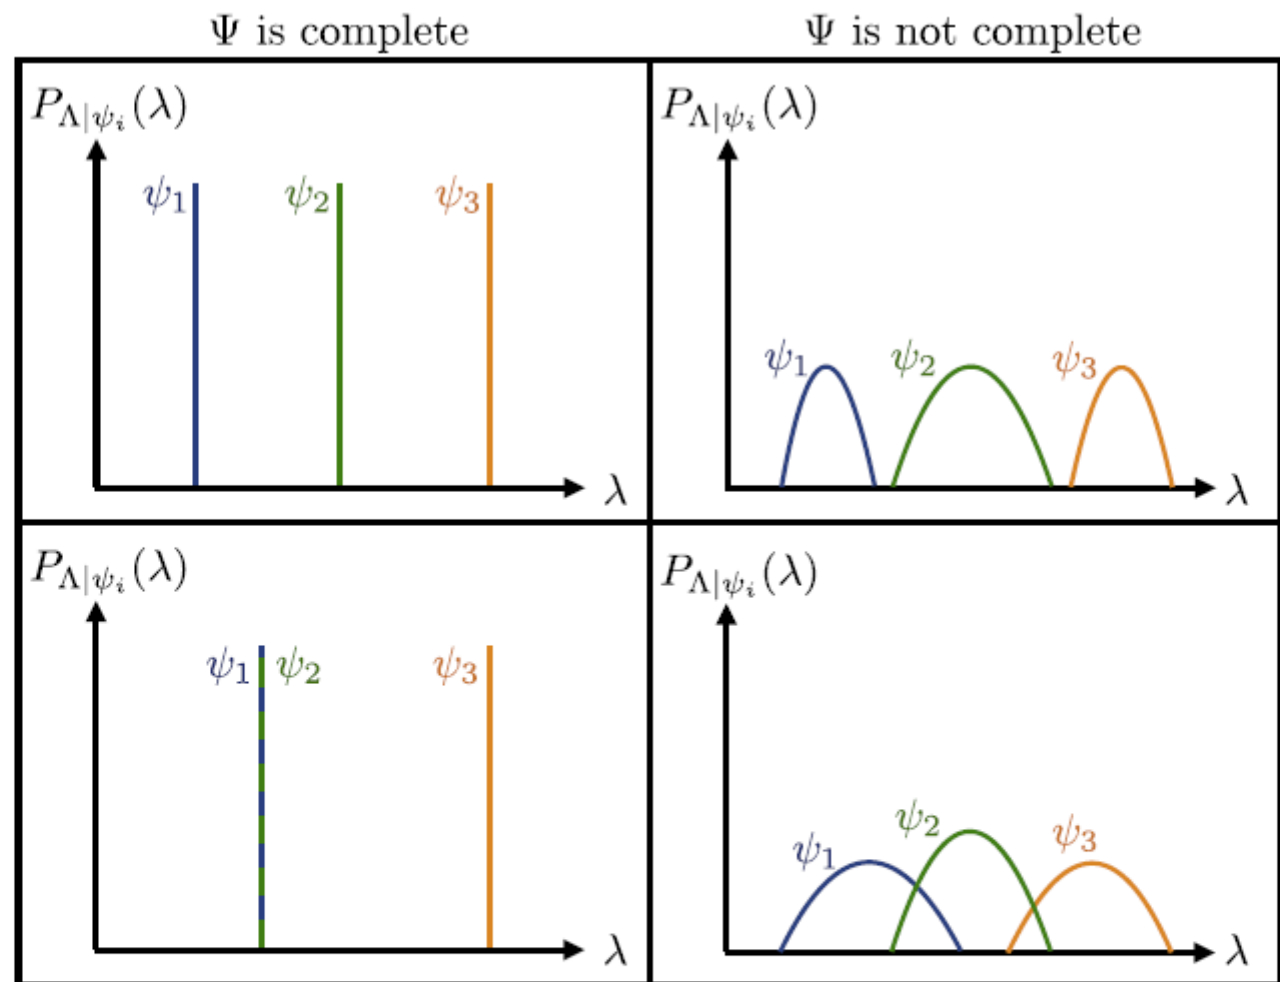 Ψ is complete
Ψ is not complete
P_{Λ|ψ_i}(λ)
ψ_1
ψ_2
ψ_3
λ
P_{Λ|ψ_i}(λ)
ψ_1
ψ_2
ψ_3
λ
P_{Λ|ψ_i}(λ)
ψ_1
ψ_2
ψ_3
λ
P_{Λ|ψ_i}(λ)
ψ_1
ψ_2
ψ_3
λ